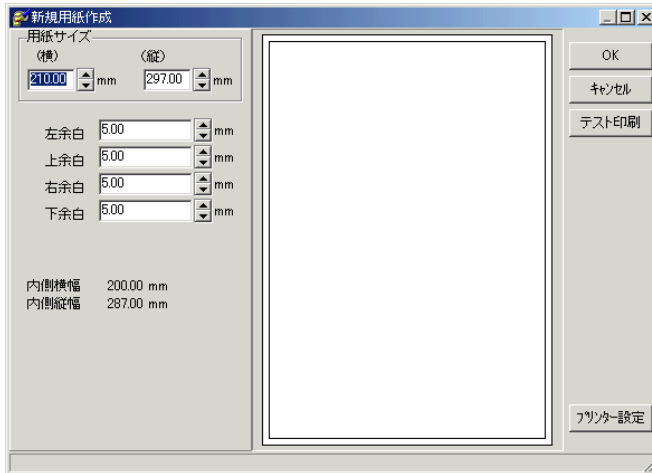 新規用紙作成
用紙サイズ
(横) (縦)
210.00 mm 297.00 mm
左余白 5.00 mm
上余白 5.00 mm
右余白 5.00 mm
下余白 5.00 mm
内側横幅 200.00 mm
内側縦幅 287.00 mm
OK
ｷｬﾝｾﾙ
テスト印刷
ﾌﾟﾘﾝﾀｰ設定